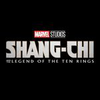 MARVEL STUDIOS
SHANG-CHI
AND THE LEGEND OF THE TEN RINGS